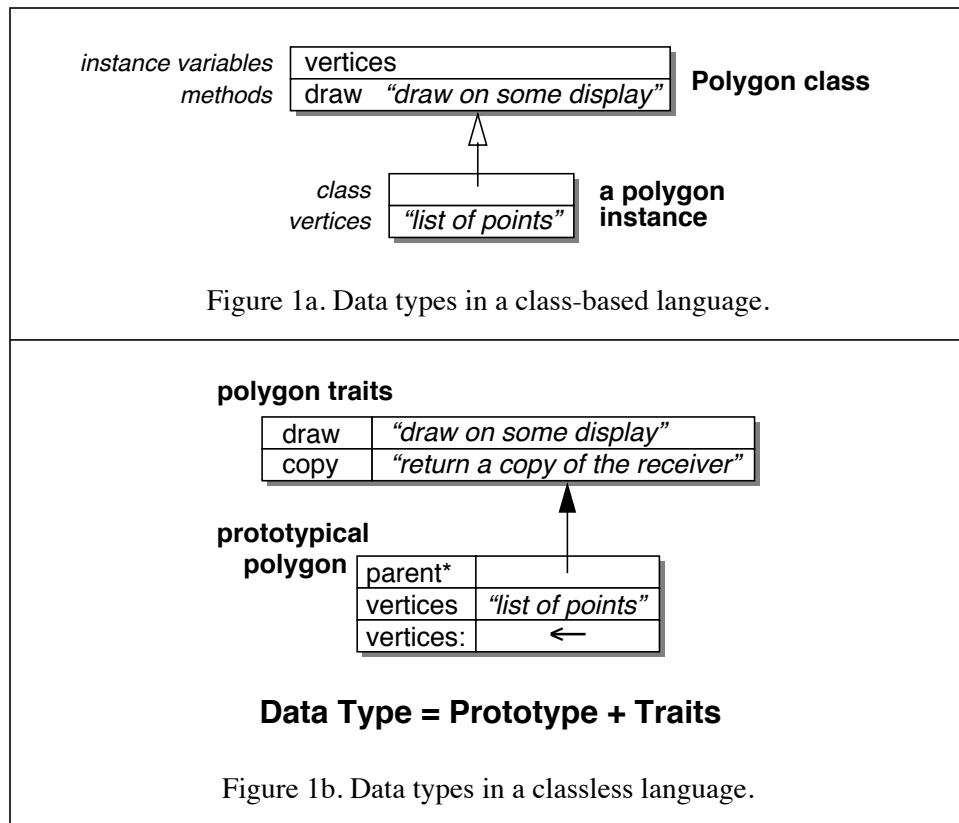 instance variables vertices
methods draw “draw on some display” Polygon class
class a polygon
vertices “list of points” instance
Figure 1a. Data types in a class-based language.
polygon traits
draw “draw on some display”
copy “return a copy of the receiver”
prototypical
polygon parent*
vertices “list of points”
vertices: ←
Data Type = Prototype + Traits
Figure 1b. Data types in a classless language.